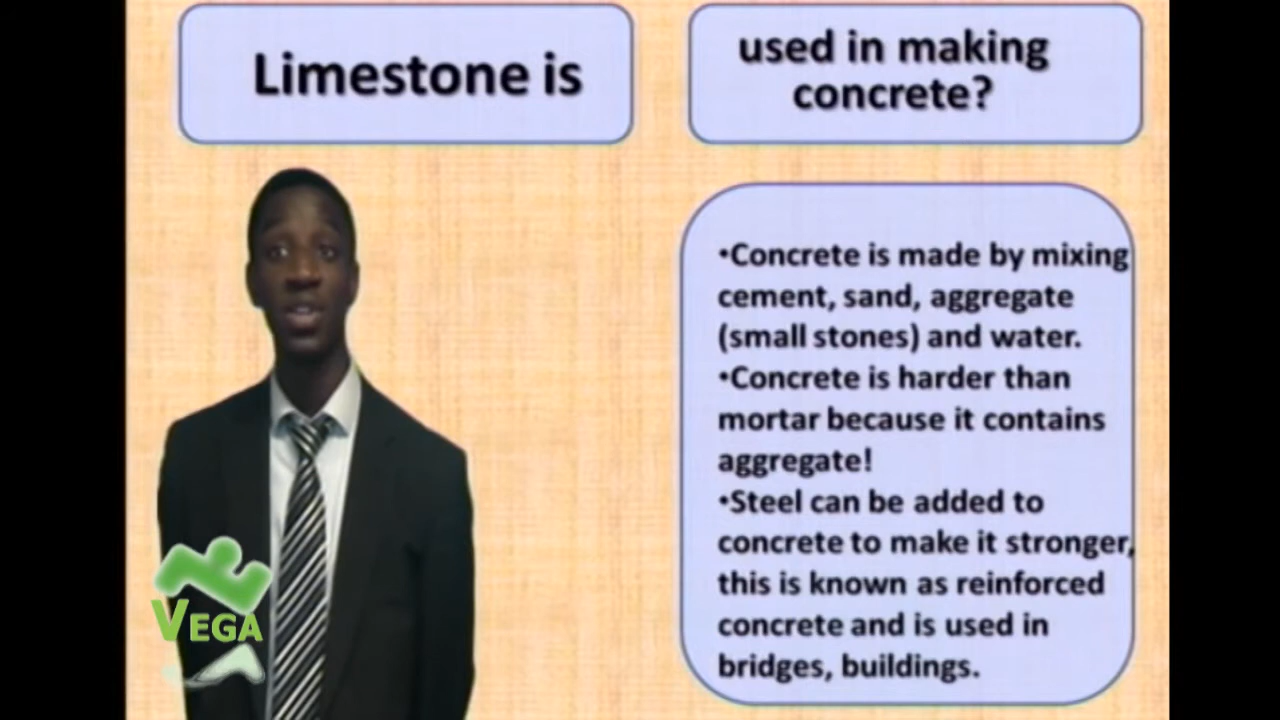 Limestone is
used in making
concrete?
•Concrete is made by mixing
cement, sand, aggregate
(small stones) and water.
•Concrete is harder than
mortar because it contains
aggregate!
•Steel can be added to
concrete to make it stronger,
this is known as reinforced
concrete and is used in
bridges, buildings.
VEGA